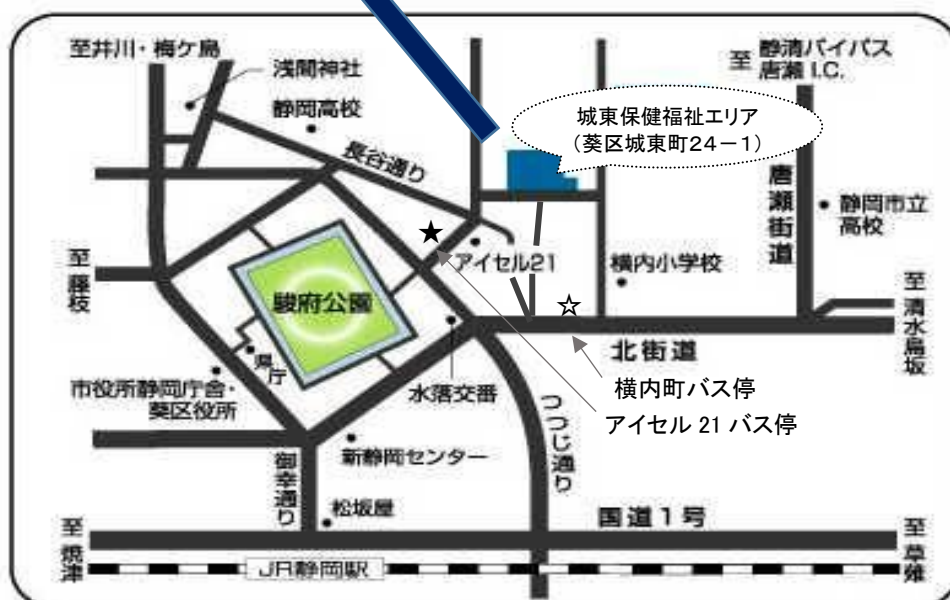 至井川・梅ケ島
浅間神社
静岡高校
長谷通り
至
静清バイパス
唐瀬 I.C.
城東保健福祉エリア
（葵区城東町24－1）
唐瀬街道
静岡市立
高校
アイセル21
横内小学校
至藤枝
駿府公園
至清水鳥坂
県庁
北街道
市役所静岡庁舎・
葵区役所
水落交番
横内町バス停
アイセル 21 バス停
つつじ通り
新静岡センター
御幸通り
松坂屋
国道1号
至焼津
至草薙
JR静岡駅